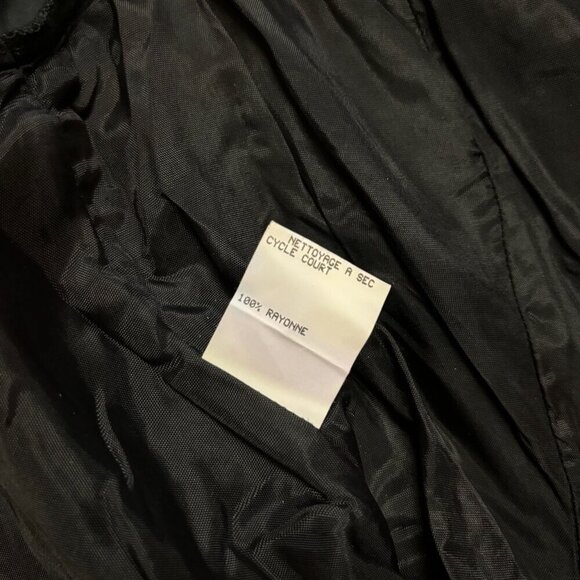 NETTOYAGE A SEC
CYCLE COURT
100% RAYONNE